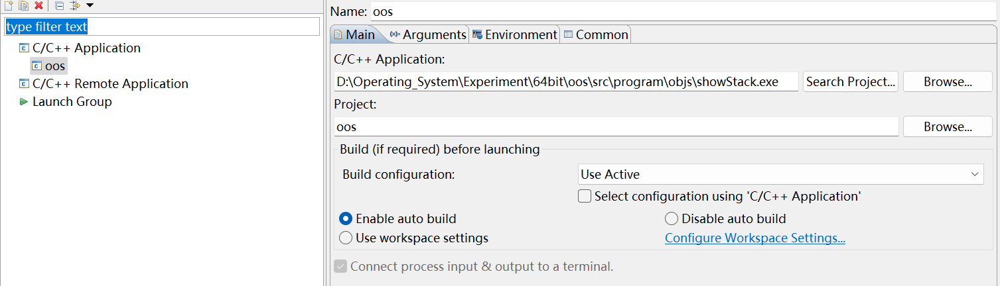 type filter text
C/C++ Application
oos
C/C++ Remote Application
Launch Group
Name: oos
Main (x)= Arguments Environment Common
C/C++ Application:
D:\Operating_System\Experiment\64bit\oos\src\program\objs\showStack.exe Search Project... Browse...
Project:
oos Browse...
Build (if required) before launching
Build configuration: Use Active
Select configuration using 'C/C++ Application'
Enable auto build Disable auto build
Use workspace settings Configure Workspace Settings...
Connect process input & output to a terminal.